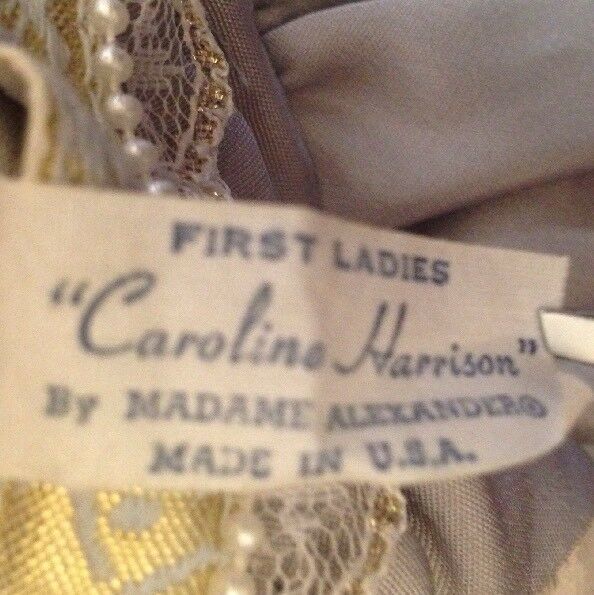 FIRST LADIES
"Caroline Harrison"
By MADAME ALEXANDER®
MADE IN U.S.A.